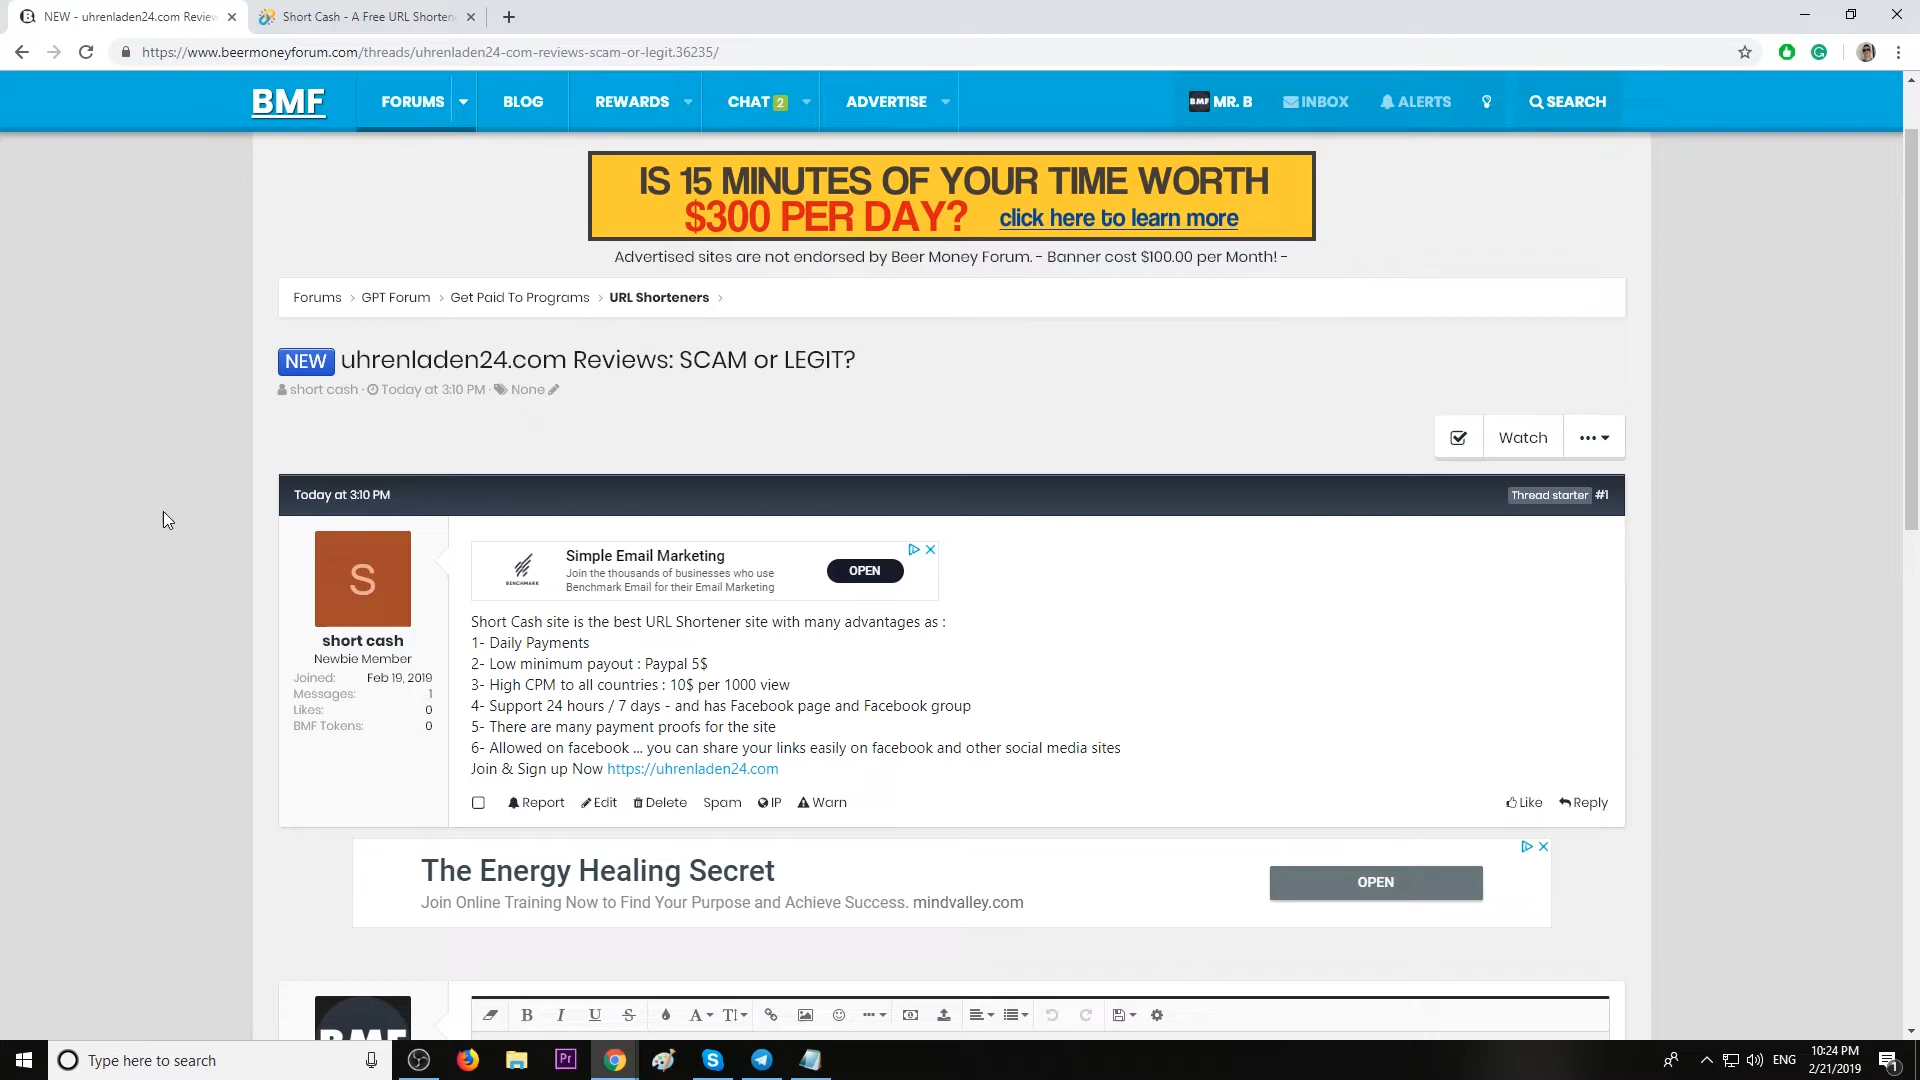 NEW - uhrenladen24.com Review
Short Cash - A Free URL Shorten
https://www.beermoneyforum.com/threads/uhrenladen24-com-reviews-scam-or-legit.36235/
BMF
FORUMS
BLOG
REWARDS
CHAT 2
ADVERTISE
BMF MR. B
INBOX
ALERTS
SEARCH
IS 15 MINUTES OF YOUR TIME WORTH
$300 PER DAY? click here to learn more
Advertised sites are not endorsed by Beer Money Forum. - Banner cost $100.00 per Month! -
Forums › GPT Forum › Get Paid To Programs › URL Shorteners ›
NEW uhrenladen24.com Reviews: SCAM or LEGIT?
short cash · Today at 3:10 PM · None
Watch
Today at 3:10 PM
Thread starter #1
S
short cash
Newbie Member
Joined: Feb 19, 2019
Messages: 1
Likes: 0
BMF Tokens: 0
BENCHMARK
Simple Email Marketing
Join the thousands of businesses who use
Benchmark Email for their Email Marketing
OPEN
Short Cash site is the best URL Shortener site with many advantages as :
1- Daily Payments
2- Low minimum payout : Paypal 5$
3- High CPM to all countries : 10$ per 1000 view
4- Support 24 hours / 7 days - and has Facebook page and Facebook group
5- There are many payment proofs for the site
6- Allowed on facebook ... you can share your links easily on facebook and other social media sites
Join & Sign up Now https://uhrenladen24.com
Report Edit Delete Spam IP Warn
Like Reply
The Energy Healing Secret
Join Online Training Now to Find Your Purpose and Achieve Success. mindvalley.com
OPEN
BMF
B I U S
Type here to search
Pr
ENG
10:24 PM
2/21/2019
1